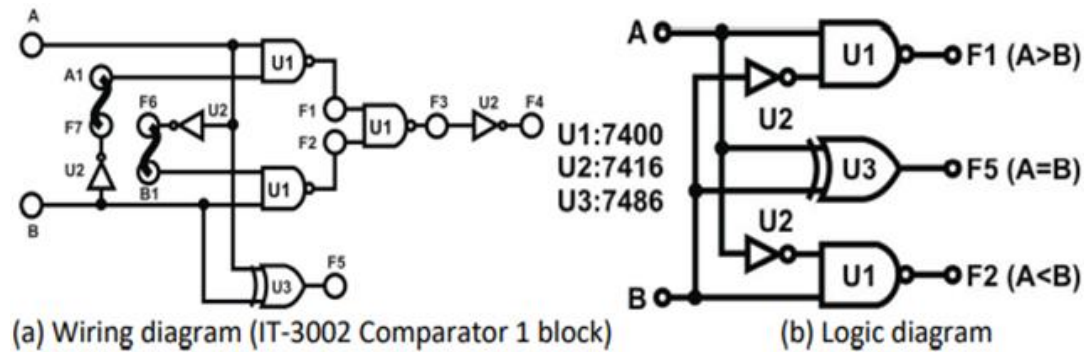 A
U1
A1
F6
U2
F1
F3
U2
F4
F7
U1
F2
U2
B1
U1
B
F5
U3
(a) Wiring diagram (IT-3002 Comparator 1 block)
U1:7400
U2:7416
U3:7486
A
U1
F1 (A>B)
U2
U3
F5 (A=B)
U2
U1
F2 (A<B)
B
(b) Logic diagram